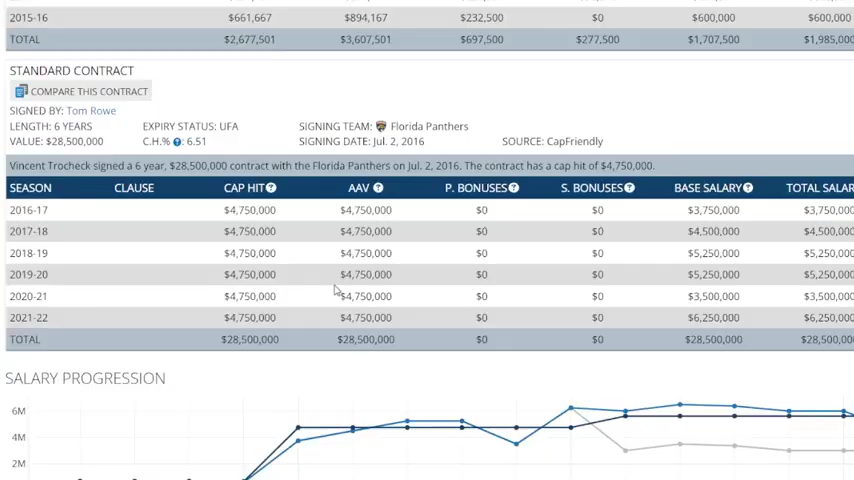 2015-16 $661,667 $894,167 $232,500 $0 $600,000 $600,000
TOTAL $2,677,501 $3,607,501 $697,500 $277,500 $1,707,500 $1,985,000
STANDARD CONTRACT
COMPARE THIS CONTRACT
SIGNED BY: Tom Rowe
LENGTH: 6 YEARS EXPIRY STATUS: UFA SIGNING TEAM: Florida Panthers
VALUE: $28,500,000 C.H.% ?: 6.51 SIGNING DATE: Jul. 2, 2016 SOURCE: CapFriendly
Vincent Trocheck signed a 6 year, $28,500,000 contract with the Florida Panthers on Jul. 2, 2016. The contract has a cap hit of $4,750,000.
SEASON CLAUSE CAP HIT ? AAV ? P. BONUSES ? S. BONUSES ? BASE SALARY ? TOTAL SALAR
2016-17 $4,750,000 $4,750,000 $0 $0 $3,750,000 $3,750,000
2017-18 $4,750,000 $4,750,000 $0 $0 $4,500,000 $4,500,000
2018-19 $4,750,000 $4,750,000 $0 $0 $5,250,000 $5,250,000
2019-20 $4,750,000 $4,750,000 $0 $0 $5,250,000 $5,250,000
2020-21 $4,750,000 $4,750,000 $0 $0 $3,500,000 $3,500,000
2021-22 $4,750,000 $4,750,000 $0 $0 $6,250,000 $6,250,000
TOTAL $28,500,000 $28,500,000 $0 $0 $28,500,000 $28,500,000
SALARY PROGRESSION
6M
4M
2M